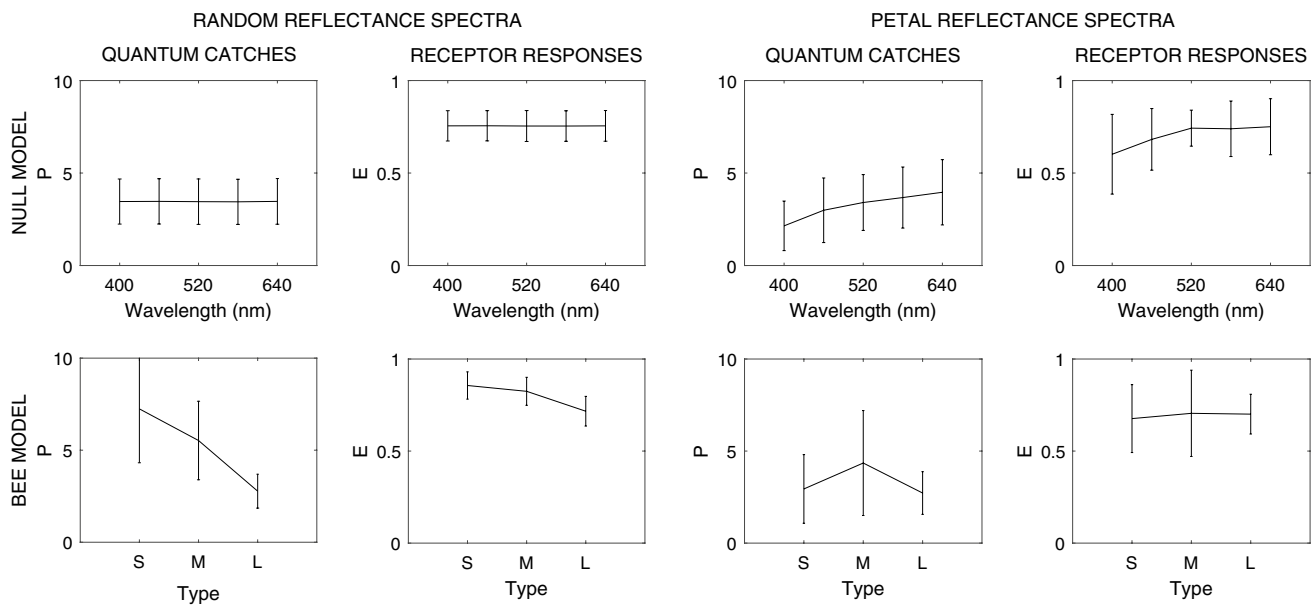 RANDOM REFLECTANCE SPECTRA
PETAL REFLECTANCE SPECTRA
QUANTUM CATCHES
RECEPTOR RESPONSES
QUANTUM CATCHES
RECEPTOR RESPONSES
NULL MODEL
P
10
5
0
400
520
640
Wavelength (nm)
E
1
0.5
0
400
520
640
Wavelength (nm)
P
10
5
0
400
520
640
Wavelength (nm)
E
1
0.5
0
400
520
640
Wavelength (nm)
BEE MODEL
P
10
5
0
S
M
L
Type
E
1
0.5
0
S
M
L
Type
P
10
5
0
S
M
L
Type
E
1
0.5
0
S
M
L
Type